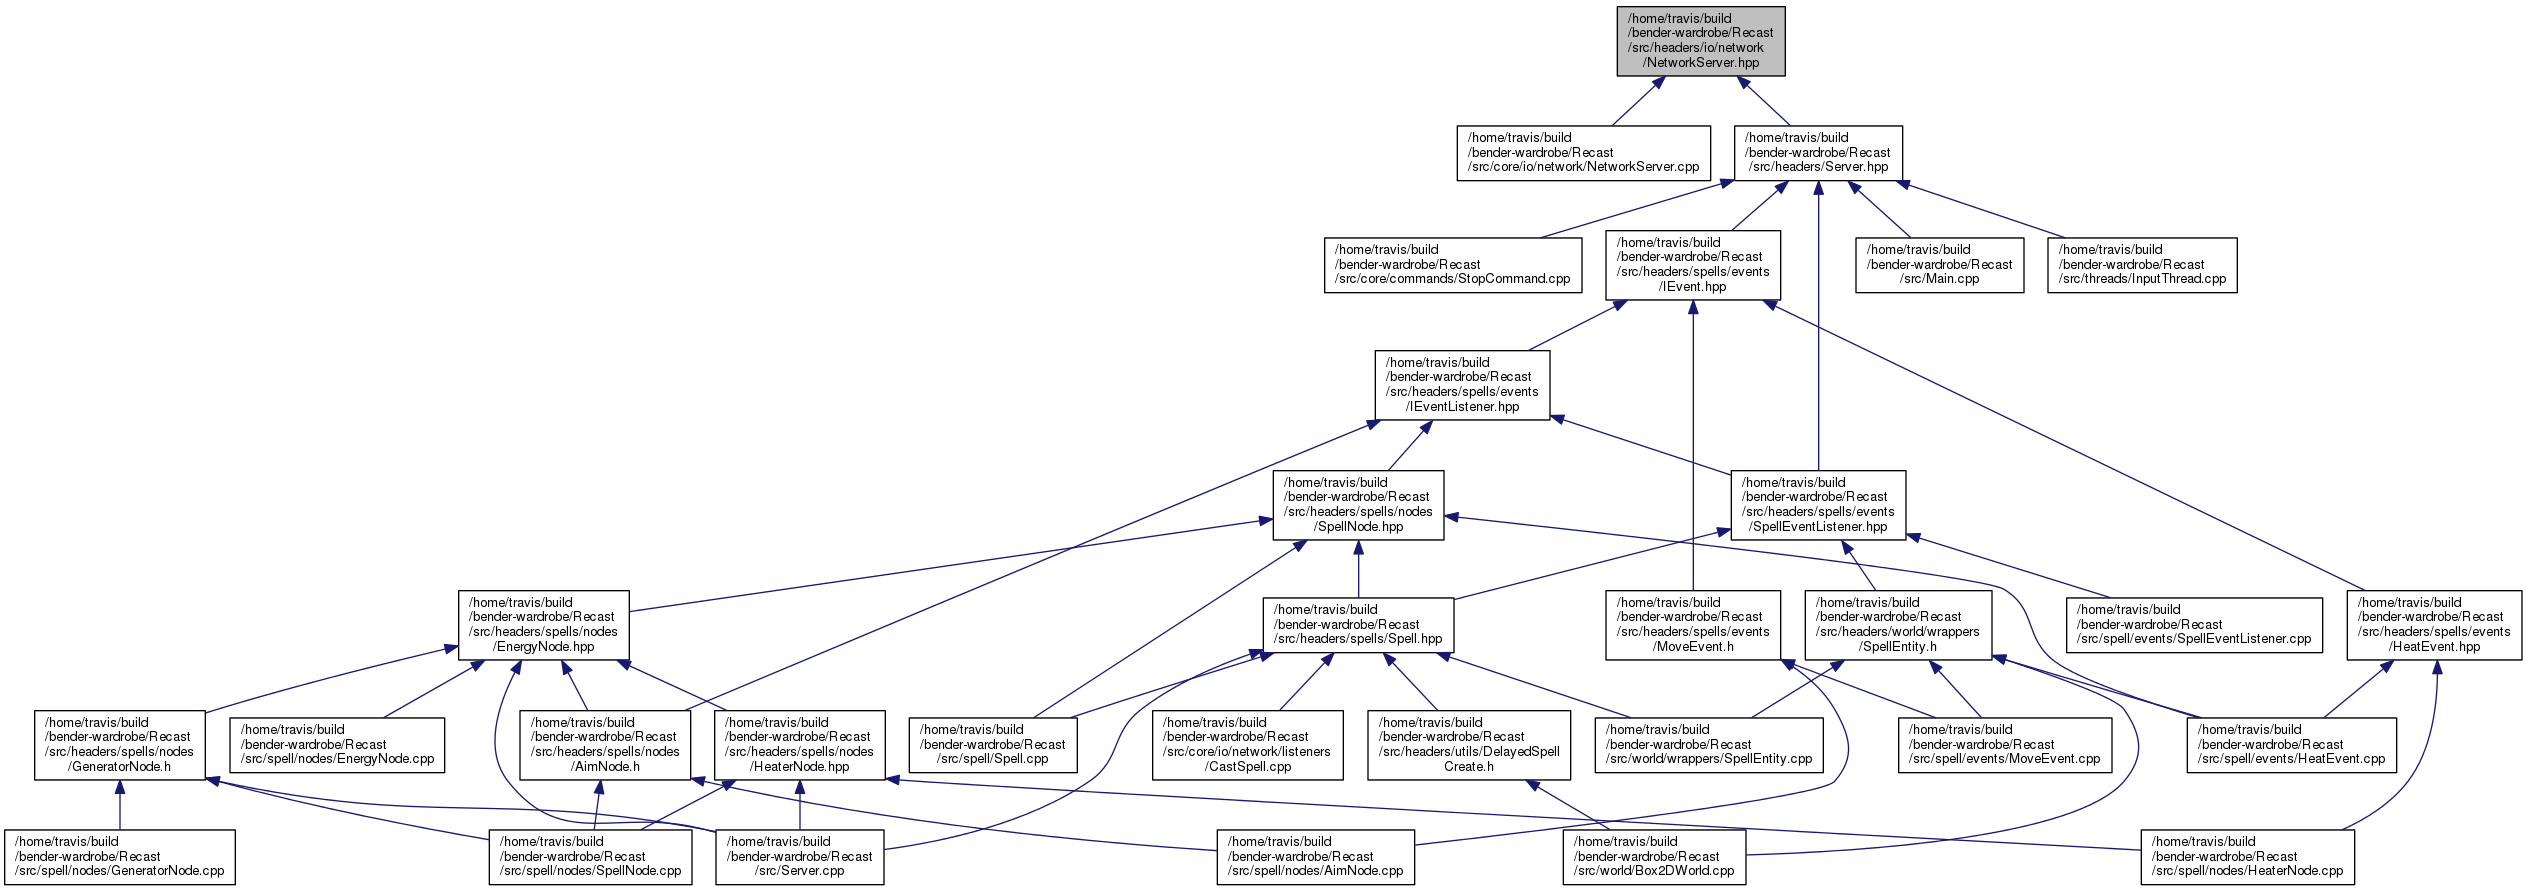 /home/travis/build
/bender-wardrobe/Recast
/src/headers/io/network
/NetworkServer.hpp
/home/travis/build
/bender-wardrobe/Recast
/src/core/io/network/NetworkServer.cpp
/home/travis/build
/bender-wardrobe/Recast
/src/headers/Server.hpp
/home/travis/build
/bender-wardrobe/Recast
/src/core/commands/StopCommand.cpp
/home/travis/build
/bender-wardrobe/Recast
/src/headers/spells/events
/IEvent.hpp
/home/travis/build
/bender-wardrobe/Recast
/src/Main.cpp
/home/travis/build
/bender-wardrobe/Recast
/src/threads/InputThread.cpp
/home/travis/build
/bender-wardrobe/Recast
/src/headers/spells/events
/IEventListener.hpp
/home/travis/build
/bender-wardrobe/Recast
/src/headers/spells/nodes
/SpellNode.hpp
/home/travis/build
/bender-wardrobe/Recast
/src/headers/spells/events
/SpellEventListener.hpp
/home/travis/build
/bender-wardrobe/Recast
/src/headers/spells/nodes
/EnergyNode.hpp
/home/travis/build
/bender-wardrobe/Recast
/src/headers/spells/Spell.hpp
/home/travis/build
/bender-wardrobe/Recast
/src/headers/spells/events
/MoveEvent.h
/home/travis/build
/bender-wardrobe/Recast
/src/headers/world/wrappers
/SpellEntity.h
/home/travis/build
/bender-wardrobe/Recast
/src/spell/events/SpellEventListener.cpp
/home/travis/build
/bender-wardrobe/Recast
/src/headers/spells/events
/HeatEvent.hpp
/home/travis/build
/bender-wardrobe/Recast
/src/headers/spells/nodes
/GeneratorNode.h
/home/travis/build
/bender-wardrobe/Recast
/src/spell/nodes/EnergyNode.cpp
/home/travis/build
/bender-wardrobe/Recast
/src/headers/spells/nodes
/AimNode.h
/home/travis/build
/bender-wardrobe/Recast
/src/headers/spells/nodes
/HeaterNode.hpp
/home/travis/build
/bender-wardrobe/Recast
/src/spell/Spell.cpp
/home/travis/build
/bender-wardrobe/Recast
/src/core/io/network/listeners
/CastSpell.cpp
/home/travis/build
/bender-wardrobe/Recast
/src/headers/utils/DelayedSpell
Create.h
/home/travis/build
/bender-wardrobe/Recast
/src/world/wrappers/SpellEntity.cpp
/home/travis/build
/bender-wardrobe/Recast
/src/spell/events/MoveEvent.cpp
/home/travis/build
/bender-wardrobe/Recast
/src/spell/events/HeatEvent.cpp
/home/travis/build
/bender-wardrobe/Recast
/src/spell/nodes/GeneratorNode.cpp
/home/travis/build
/bender-wardrobe/Recast
/src/spell/nodes/SpellNode.cpp
/home/travis/build
/bender-wardrobe/Recast
/src/Server.cpp
/home/travis/build
/bender-wardrobe/Recast
/src/spell/nodes/AimNode.cpp
/home/travis/build
/bender-wardrobe/Recast
/src/world/Box2DWorld.cpp
/home/travis/build
/bender-wardrobe/Recast
/src/spell/nodes/HeaterNode.cpp